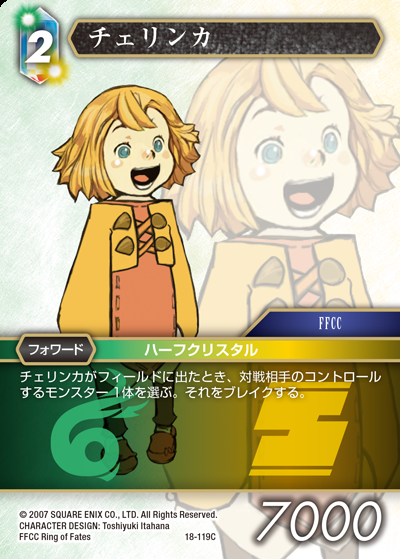 2
チェリンカ
FFCC
フォワード
ハーフクリスタル
チェリンカがフィールドに出たとき、対戦相手のコントロール
するモンスター1体を選ぶ。それをブレイクする。
© 2007 SQUARE ENIX CO., LTD. All Rights Reserved.
CHARACTER DESIGN: Toshiyuki Itahana
FFCC Ring of Fates
18-119C
7000